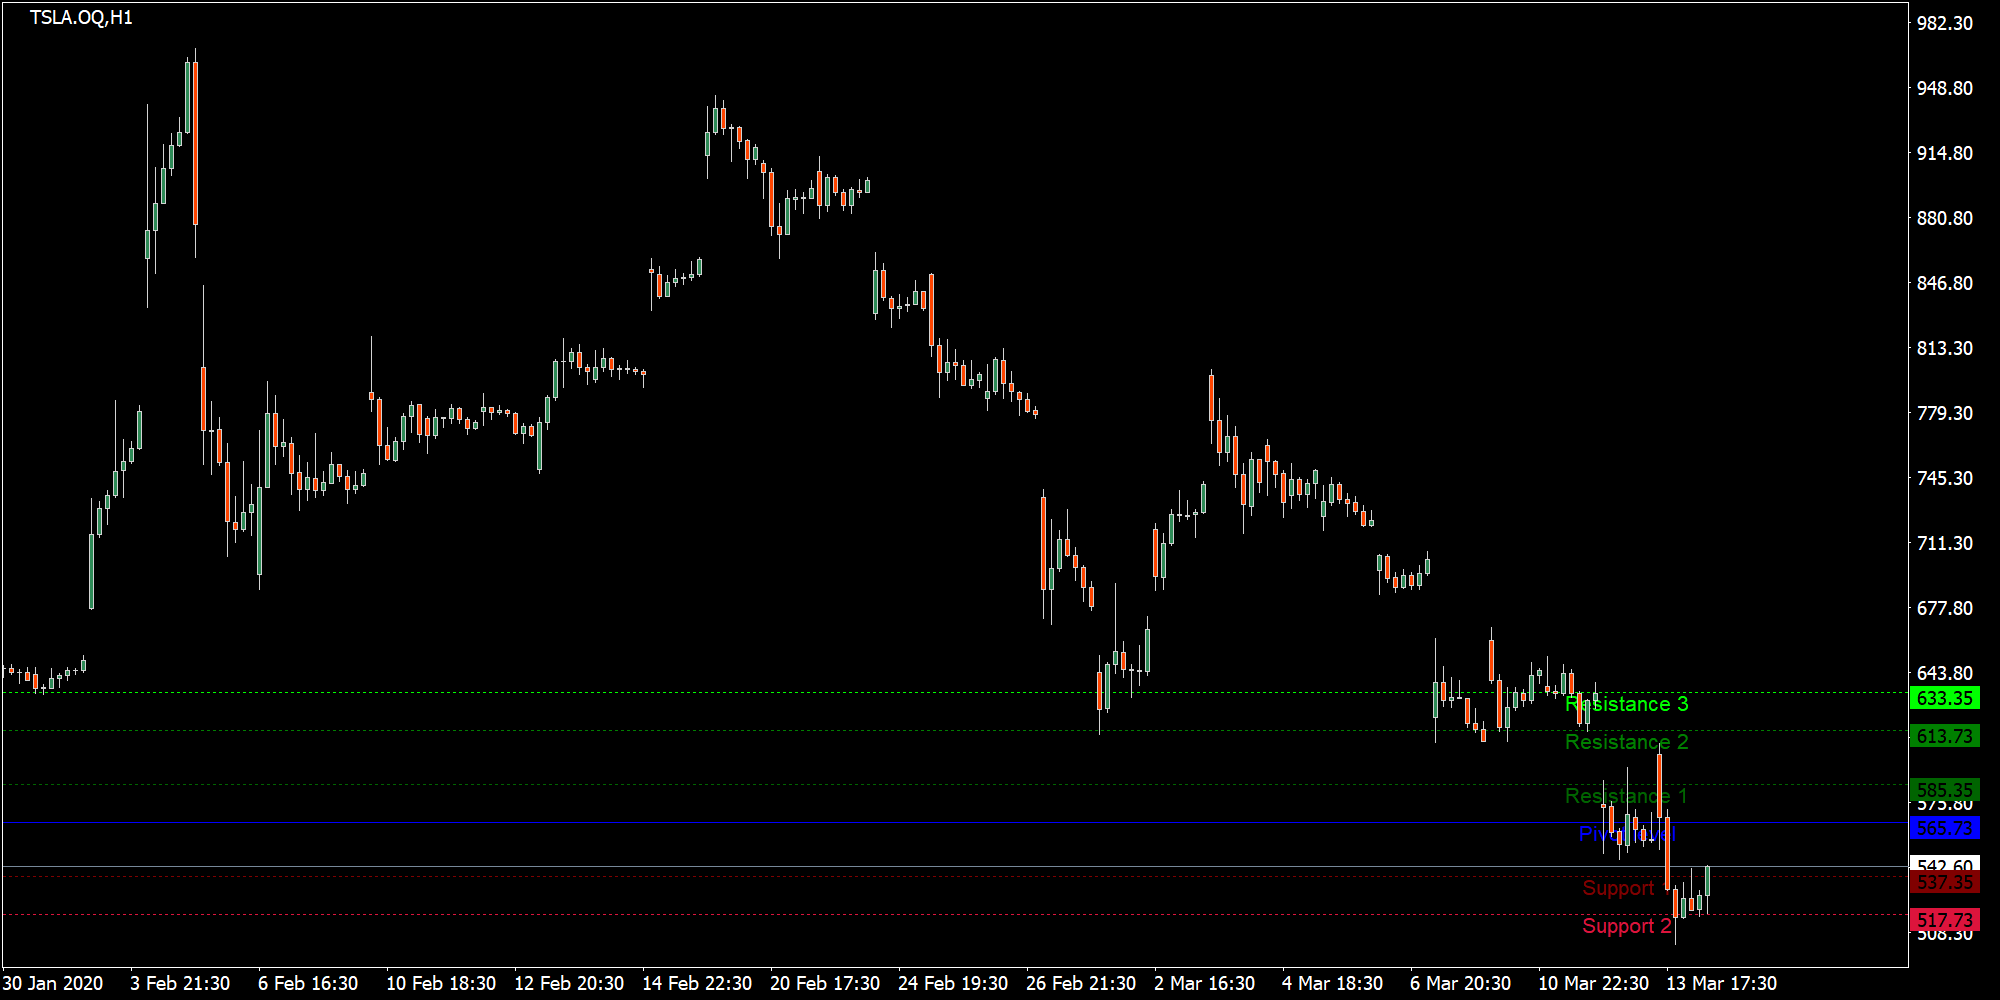 TSLA.OQ,H1
982.30
948.80
914.80
880.80
846.80
813.30
779.30
745.30
711.30
677.80
643.80
633.35
Resistance 3
613.73
Resistance 2
585.35
Resistance 1
575.80
565.73
Pivot level
542.60
537.35
Support
517.73
Support 2
508.30
30 Jan 2020 3 Feb 21:30 6 Feb 16:30 10 Feb 18:30 12 Feb 20:30 14 Feb 22:30 20 Feb 17:30 24 Feb 19:30 26 Feb 21:30 2 Mar 16:30 4 Mar 18:30 6 Mar 20:30 10 Mar 22:30 13 Mar 17:30